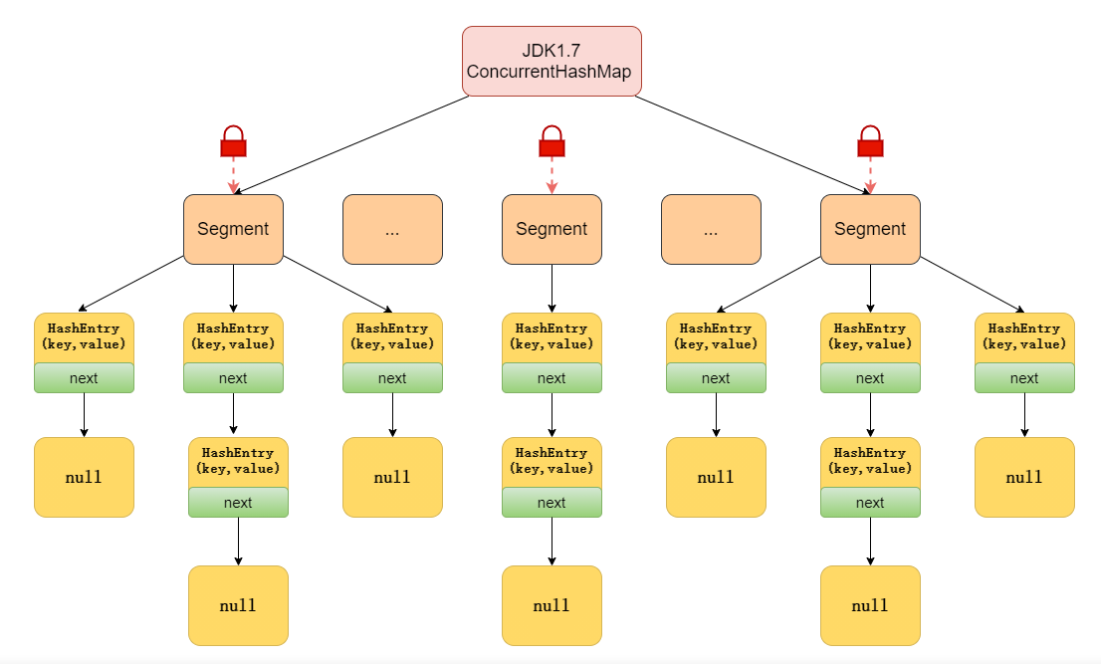 JDK1.7
ConcurrentHashMap
Segment
...
Segment
...
Segment
HashEntry
(key,value)
next
HashEntry
(key,value)
next
HashEntry
(key,value)
next
HashEntry
(key,value)
next
HashEntry
(key,value)
next
HashEntry
(key,value)
next
HashEntry
(key,value)
next
null
HashEntry
(key,value)
next
null
HashEntry
(key,value)
next
null
HashEntry
(key,value)
next
null
null
null
null